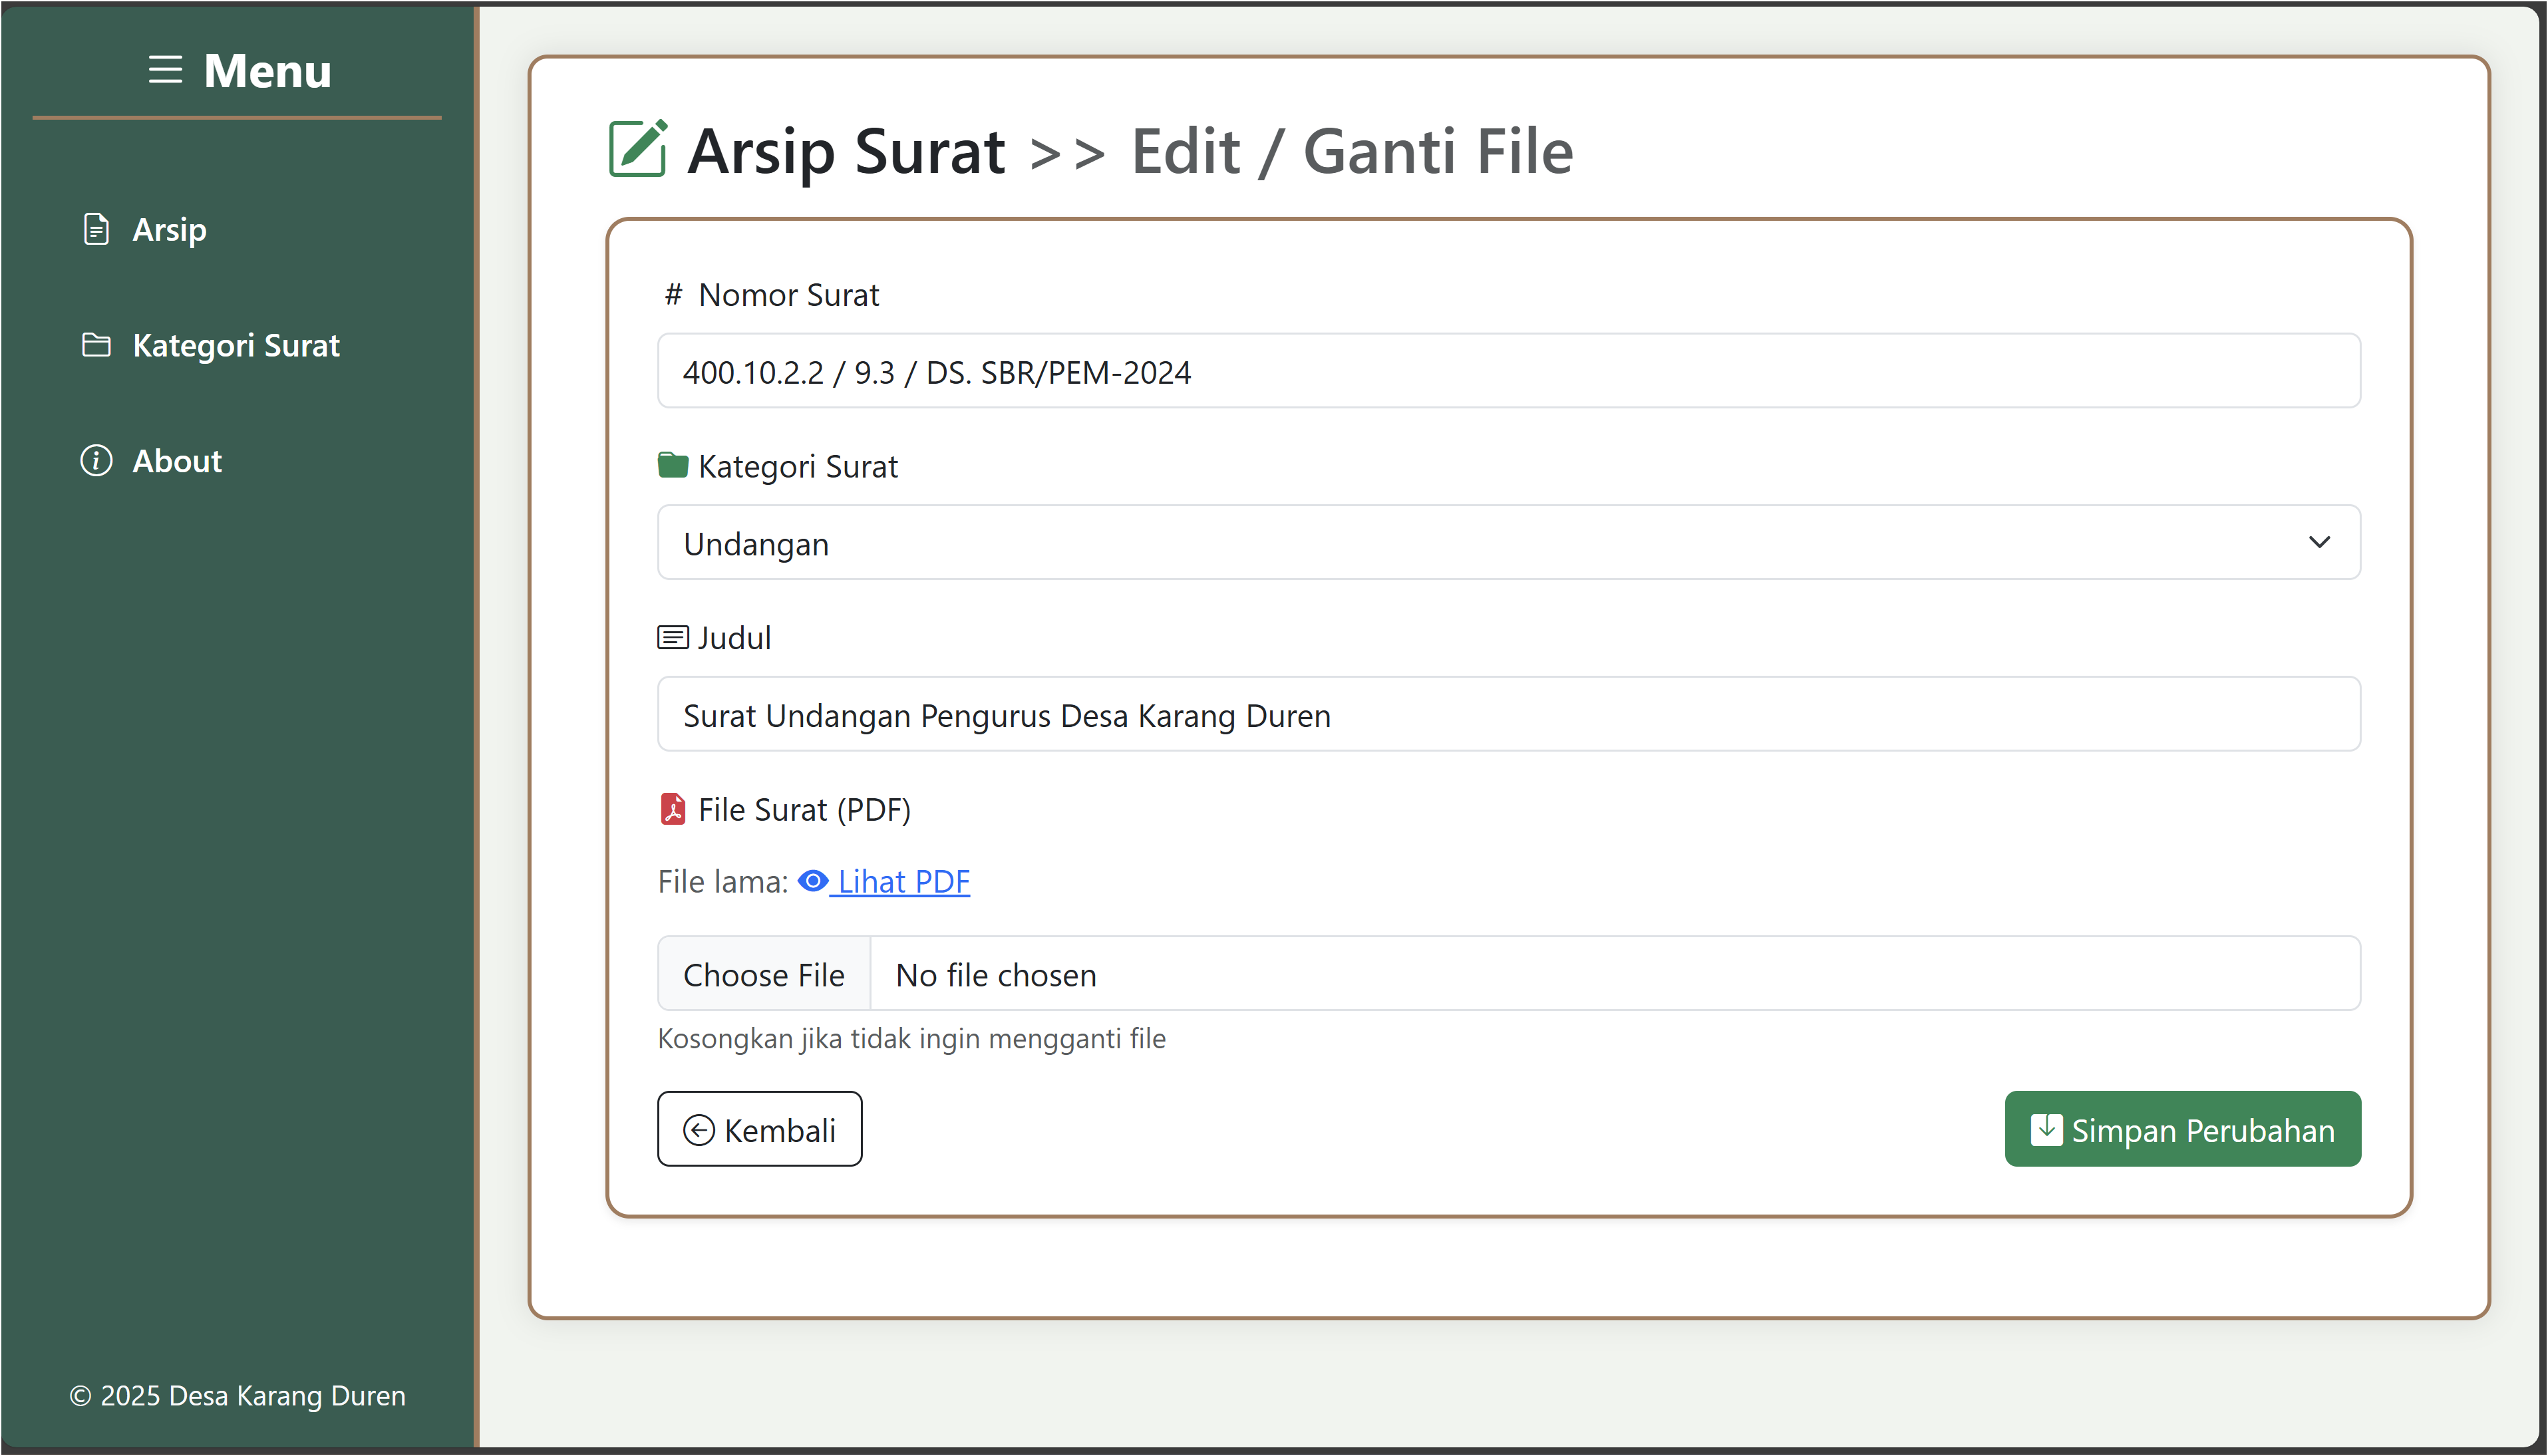 Menu
Arsip
Kategori Surat
About
© 2025 Desa Karang Duren
Arsip Surat >> Edit / Ganti File
# Nomor Surat
400.10.2.2 / 9.3 / DS. SBR/PEM-2024
Kategori Surat
Undangan
Judul
Surat Undangan Pengurus Desa Karang Duren
File Surat (PDF)
File lama: Lihat PDF
Choose File No file chosen
Kosongkan jika tidak ingin mengganti file
Kembali
Simpan Perubahan